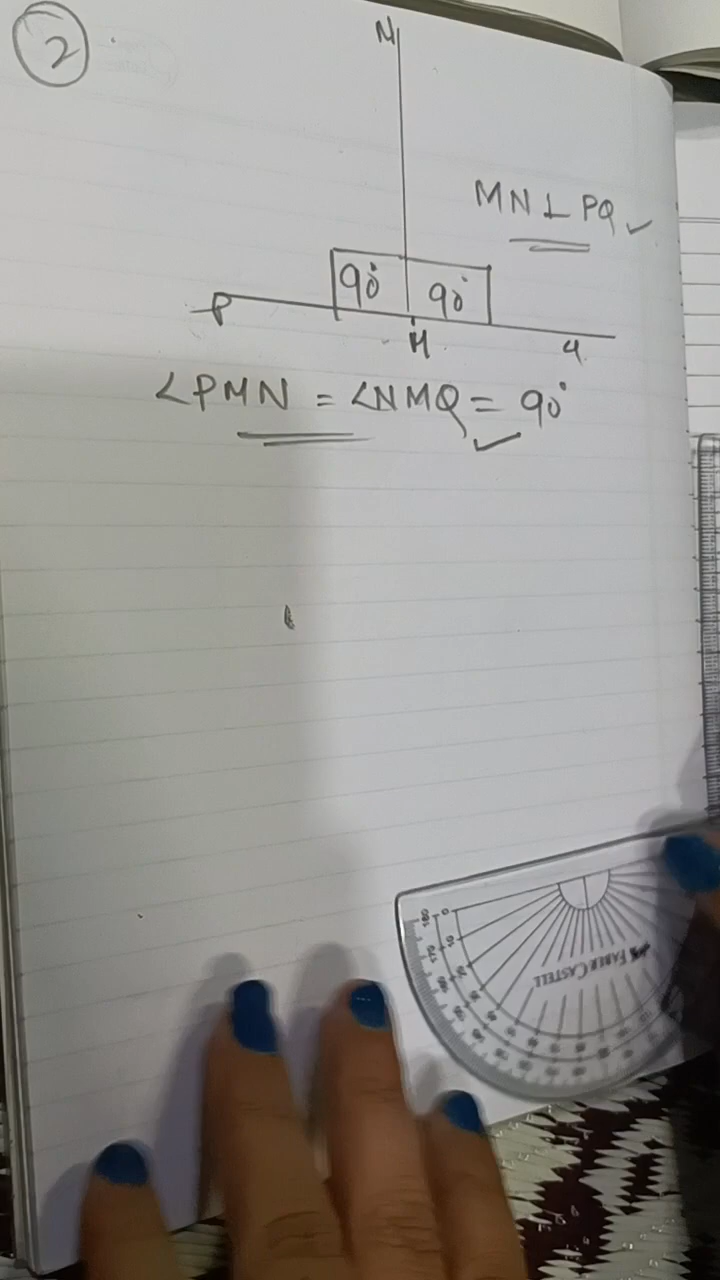 2
N
MN ⊥ PQ
90° 90°
P
M
Q
∠PMN = ∠NMQ = 90°
FABER CASTELL